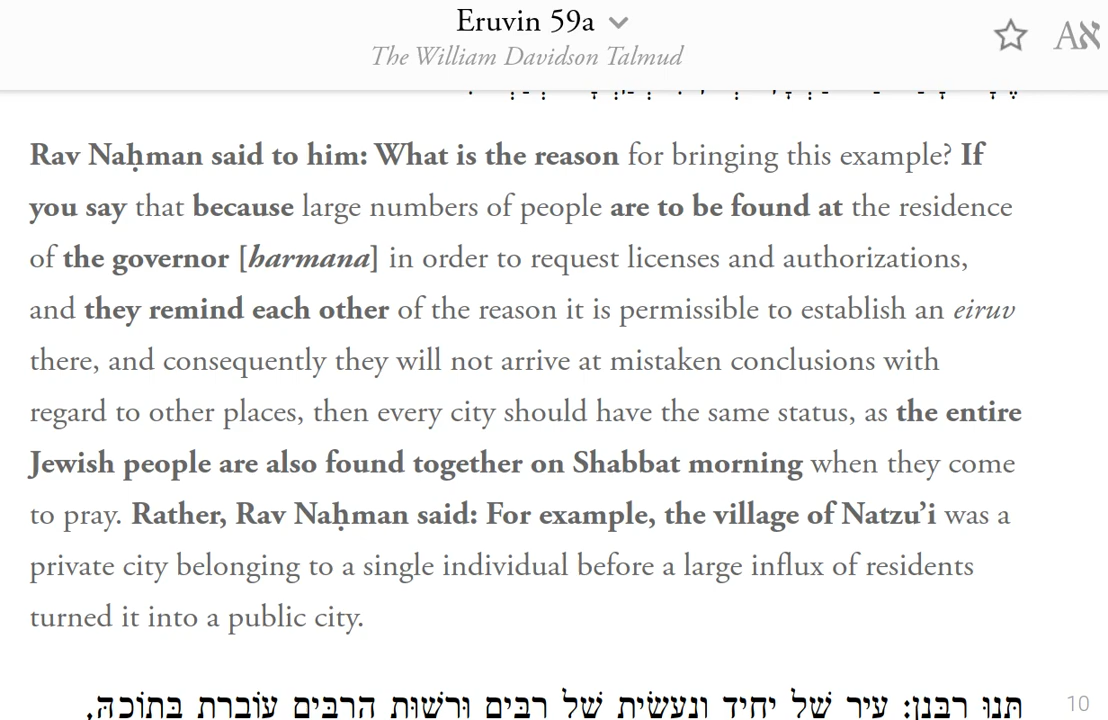 Eruvin 59a
The William Davidson Talmud
Aא
Rav Naḥman said to him: What is the reason for bringing this example? If
you say that because large numbers of people are to be found at the residence
of the governor [harmana] in order to request licenses and authorizations,
and they remind each other of the reason it is permissible to establish an eiruv
there, and consequently they will not arrive at mistaken conclusions with
regard to other places, then every city should have the same status, as the entire
Jewish people are also found together on Shabbat morning when they come
to pray. Rather, Rav Naḥman said: For example, the village of Natzu’i was a
private city belonging to a single individual before a large influx of residents
turned it into a public city.
תָּנוּ רַבָּנַן: עִיר שֶׁל יָחִיד וְנַעֲשֵׂית שֶׁל רַבִּים וּרְשׁוּת הָרַבִּים עוֹבֶרֶת בְּתוֹכָהּ,
10